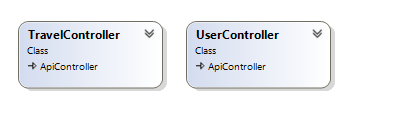 TravelController
Class
ApiController
UserController
Class
ApiController